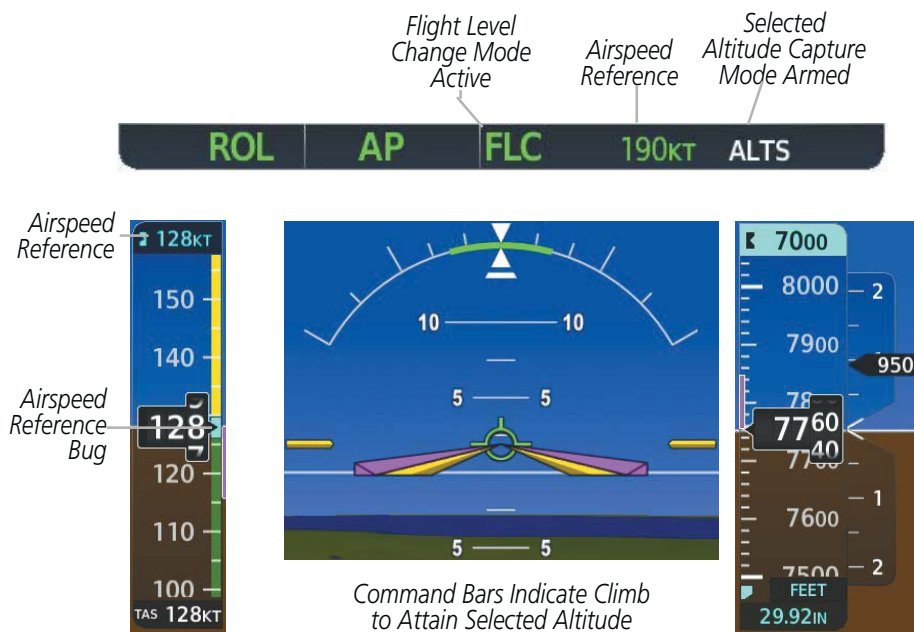 Flight Level
Change Mode
Active
Airspeed
Reference
Selected
Altitude Capture
Mode Armed
ROL AP FLC 190KT ALTS
Airspeed
Reference
128KT
150
140
Airspeed
Reference
Bug
128
7
120
110
100
TAS 128KT
10 10
5 5
5 5
Command Bars Indicate Climb
to Attain Selected Altitude
7000
8000
2
7900
950
78
7760
40
7600
1
7500
2
FEET
29.92IN